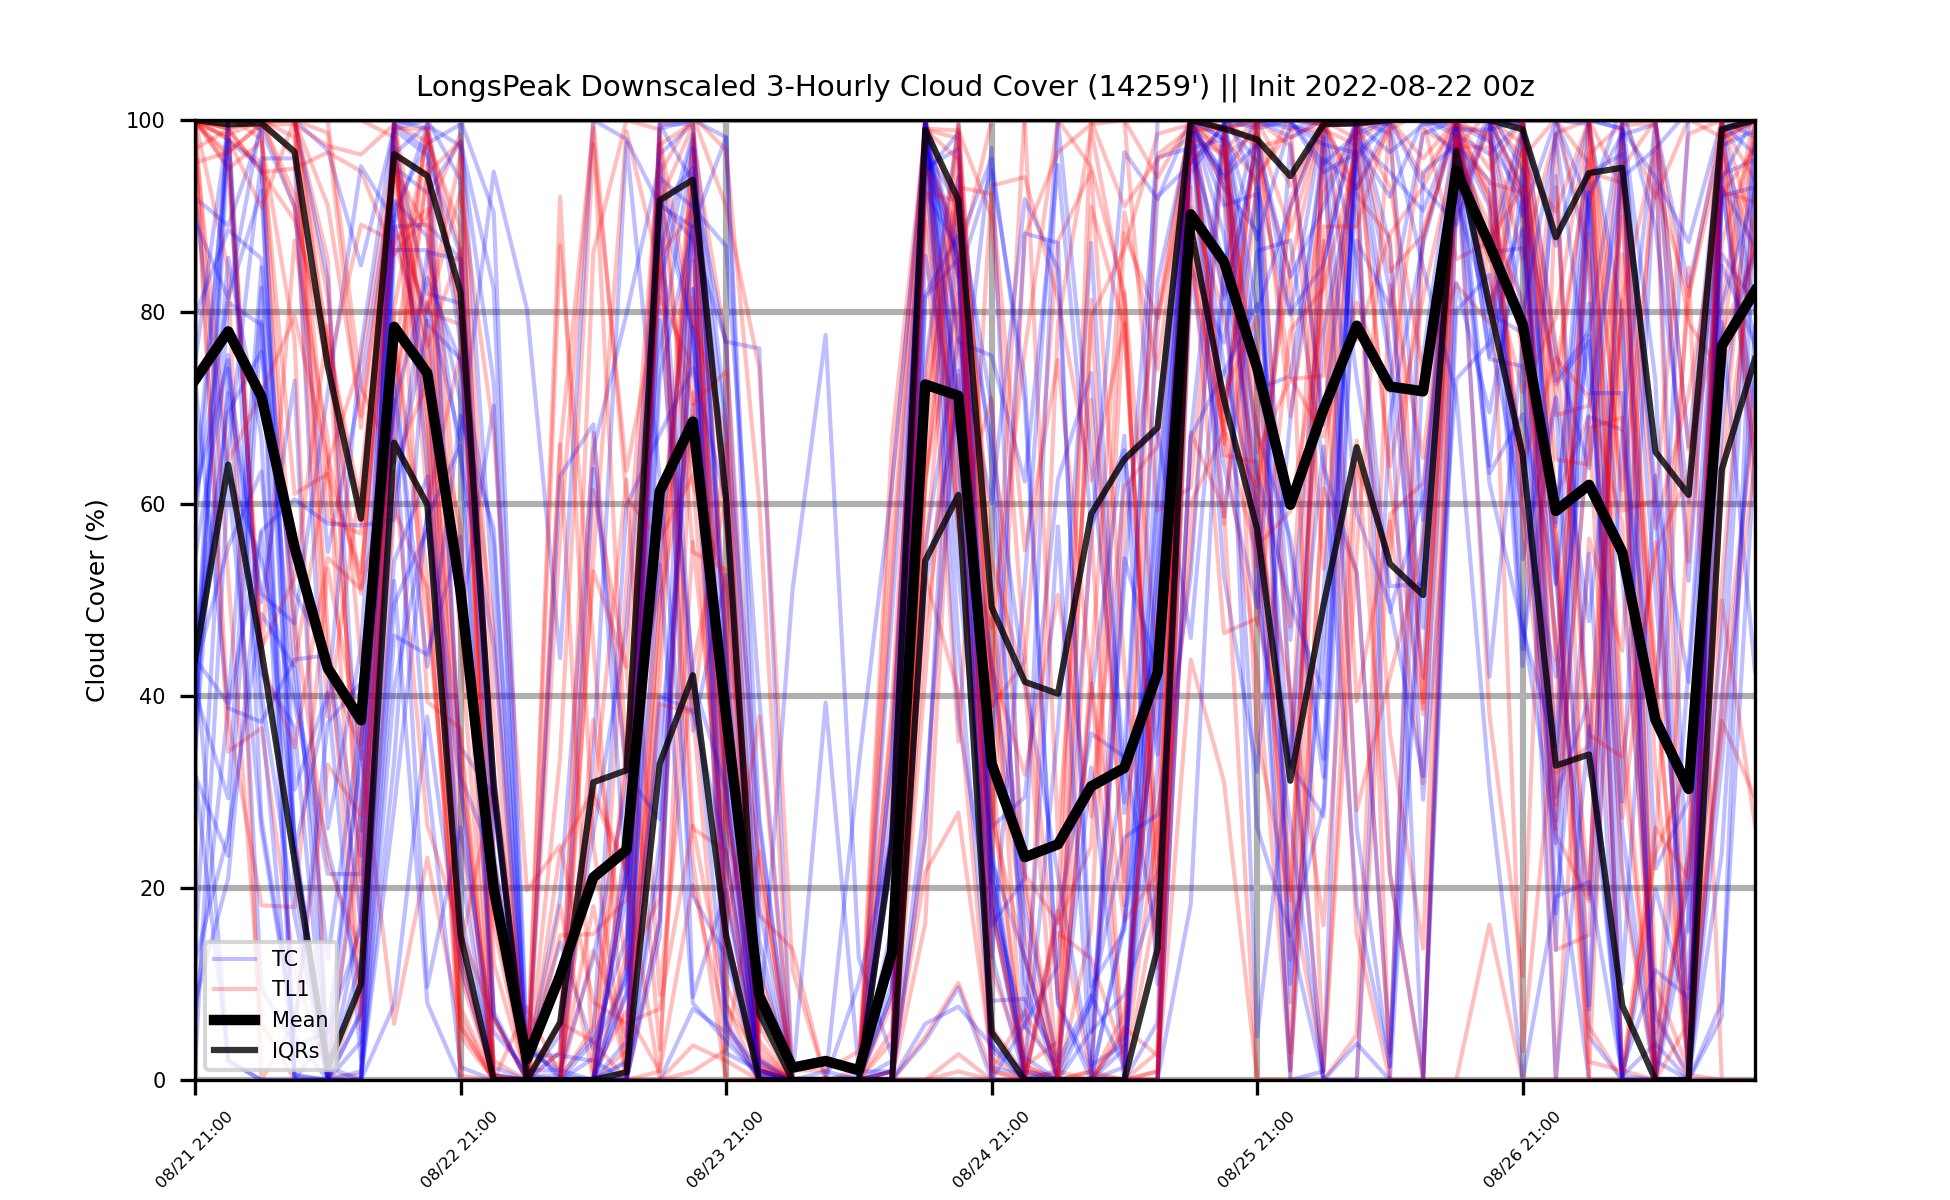 LongsPeak Downscaled 3-Hourly Cloud Cover (14259') || Init 2022-08-22 00z
Cloud Cover (%)
100
80
60
40
20
0
TC
TL1
Mean
IQRs
08/21 21:00
08/22 21:00
08/23 21:00
08/24 21:00
08/25 21:00
08/26 21:00